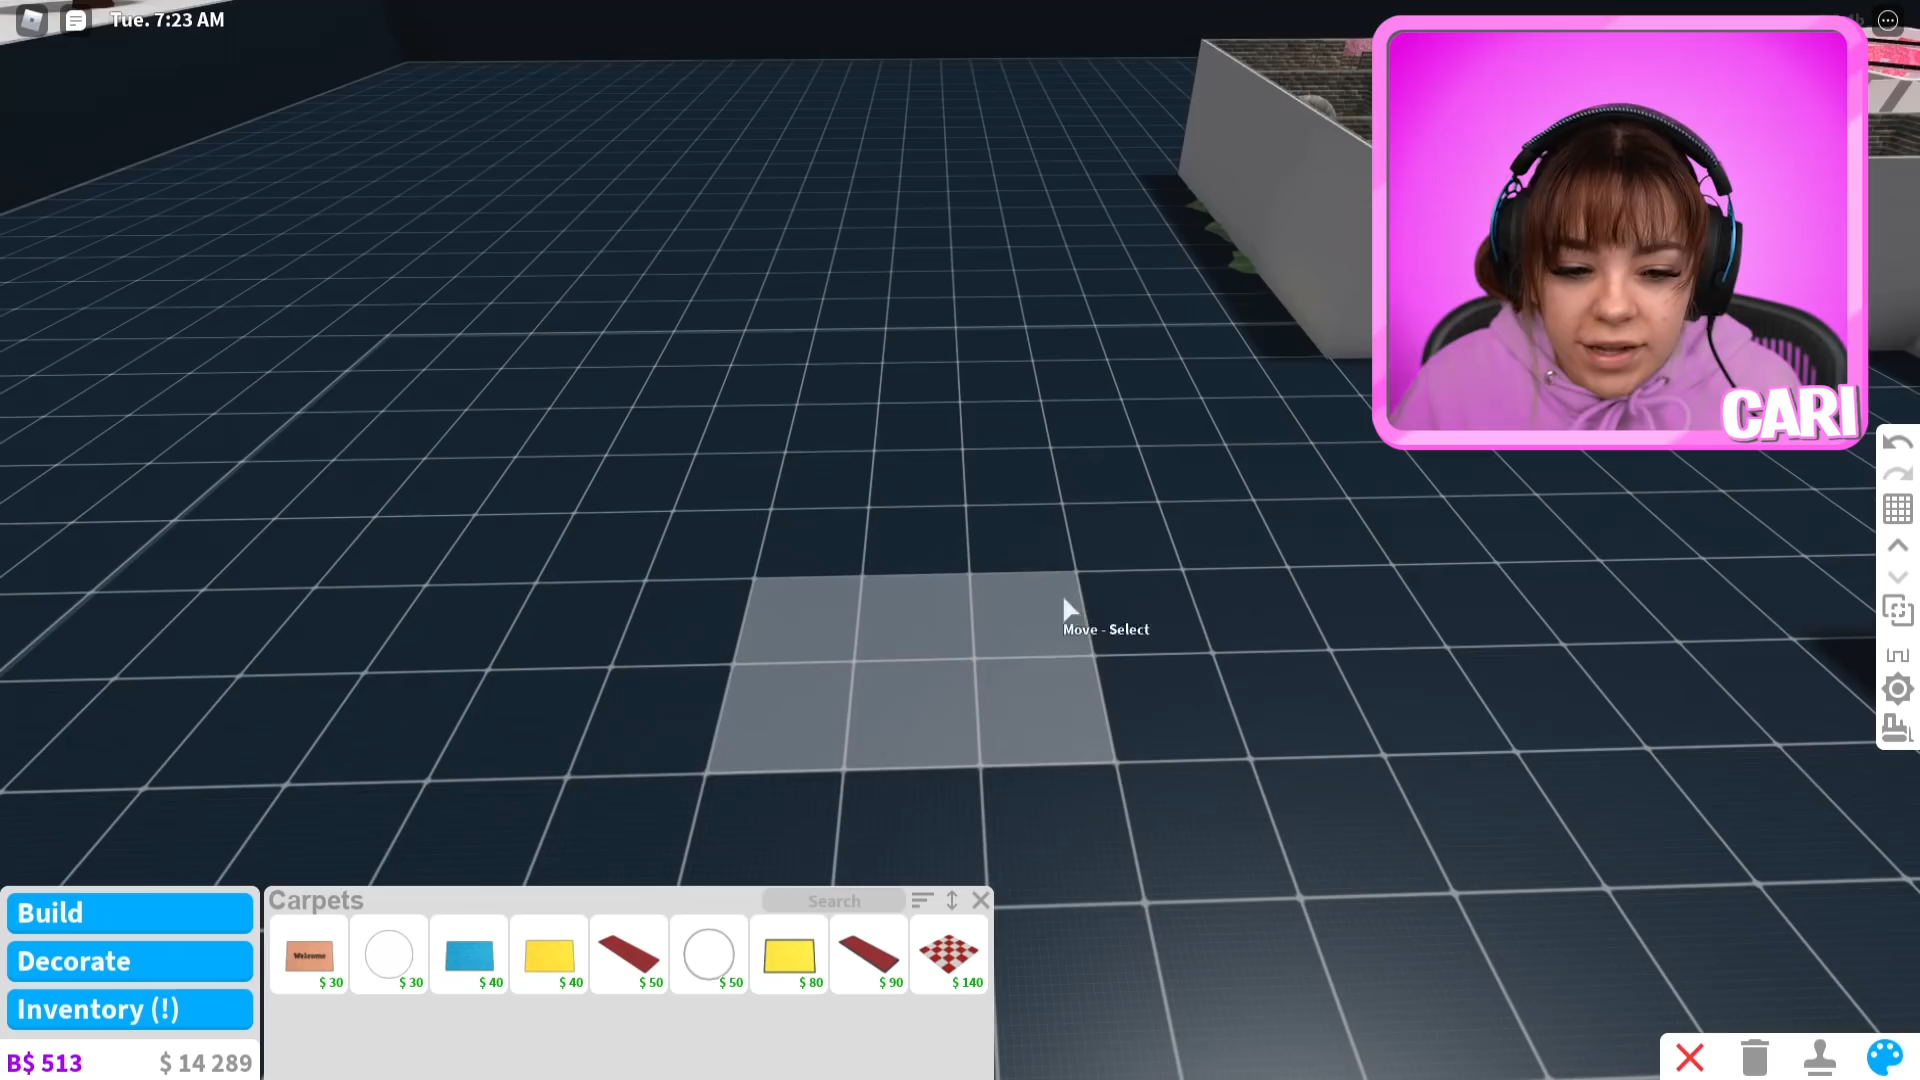 Tue. 7:23 AM
CARI
Move - Select
Build
Decorate
Inventory (!)
B$ 513
$ 14 289
Carpets
Search
Welcome
$ 30
$ 30
$ 40
$ 40
$ 50
$ 50
$ 80
$ 90
$ 140